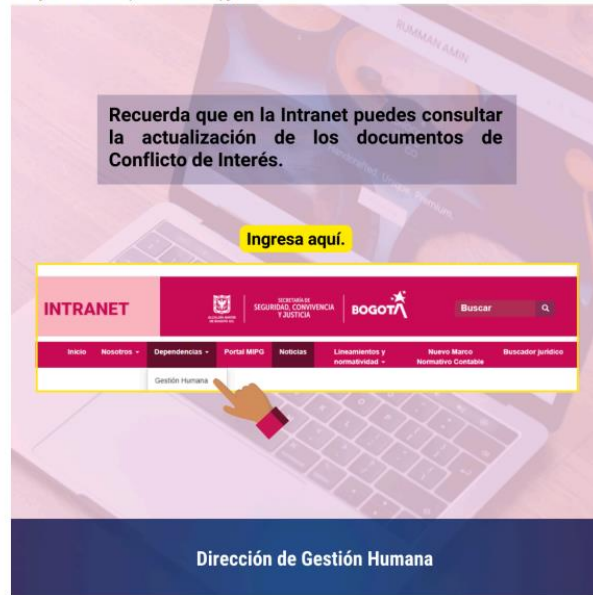 RUMMAN AMIN
Recuerda que en la Intranet puedes consultar
la actualización de los documentos de
Conflicto de Interés.
Ingresa aquí.
INTRANET
SECRETARÍA DE
SEGURIDAD, CONVIVENCIA
Y JUSTICIA
BOGOTÁ
Buscar
Inicio Nosotros Dependencias Portal MIPG Noticias Lineamientos y normatividad Nuevo Marco Normativo Contable Buscador jurídico
Gestión Humana
Dirección de Gestión Humana